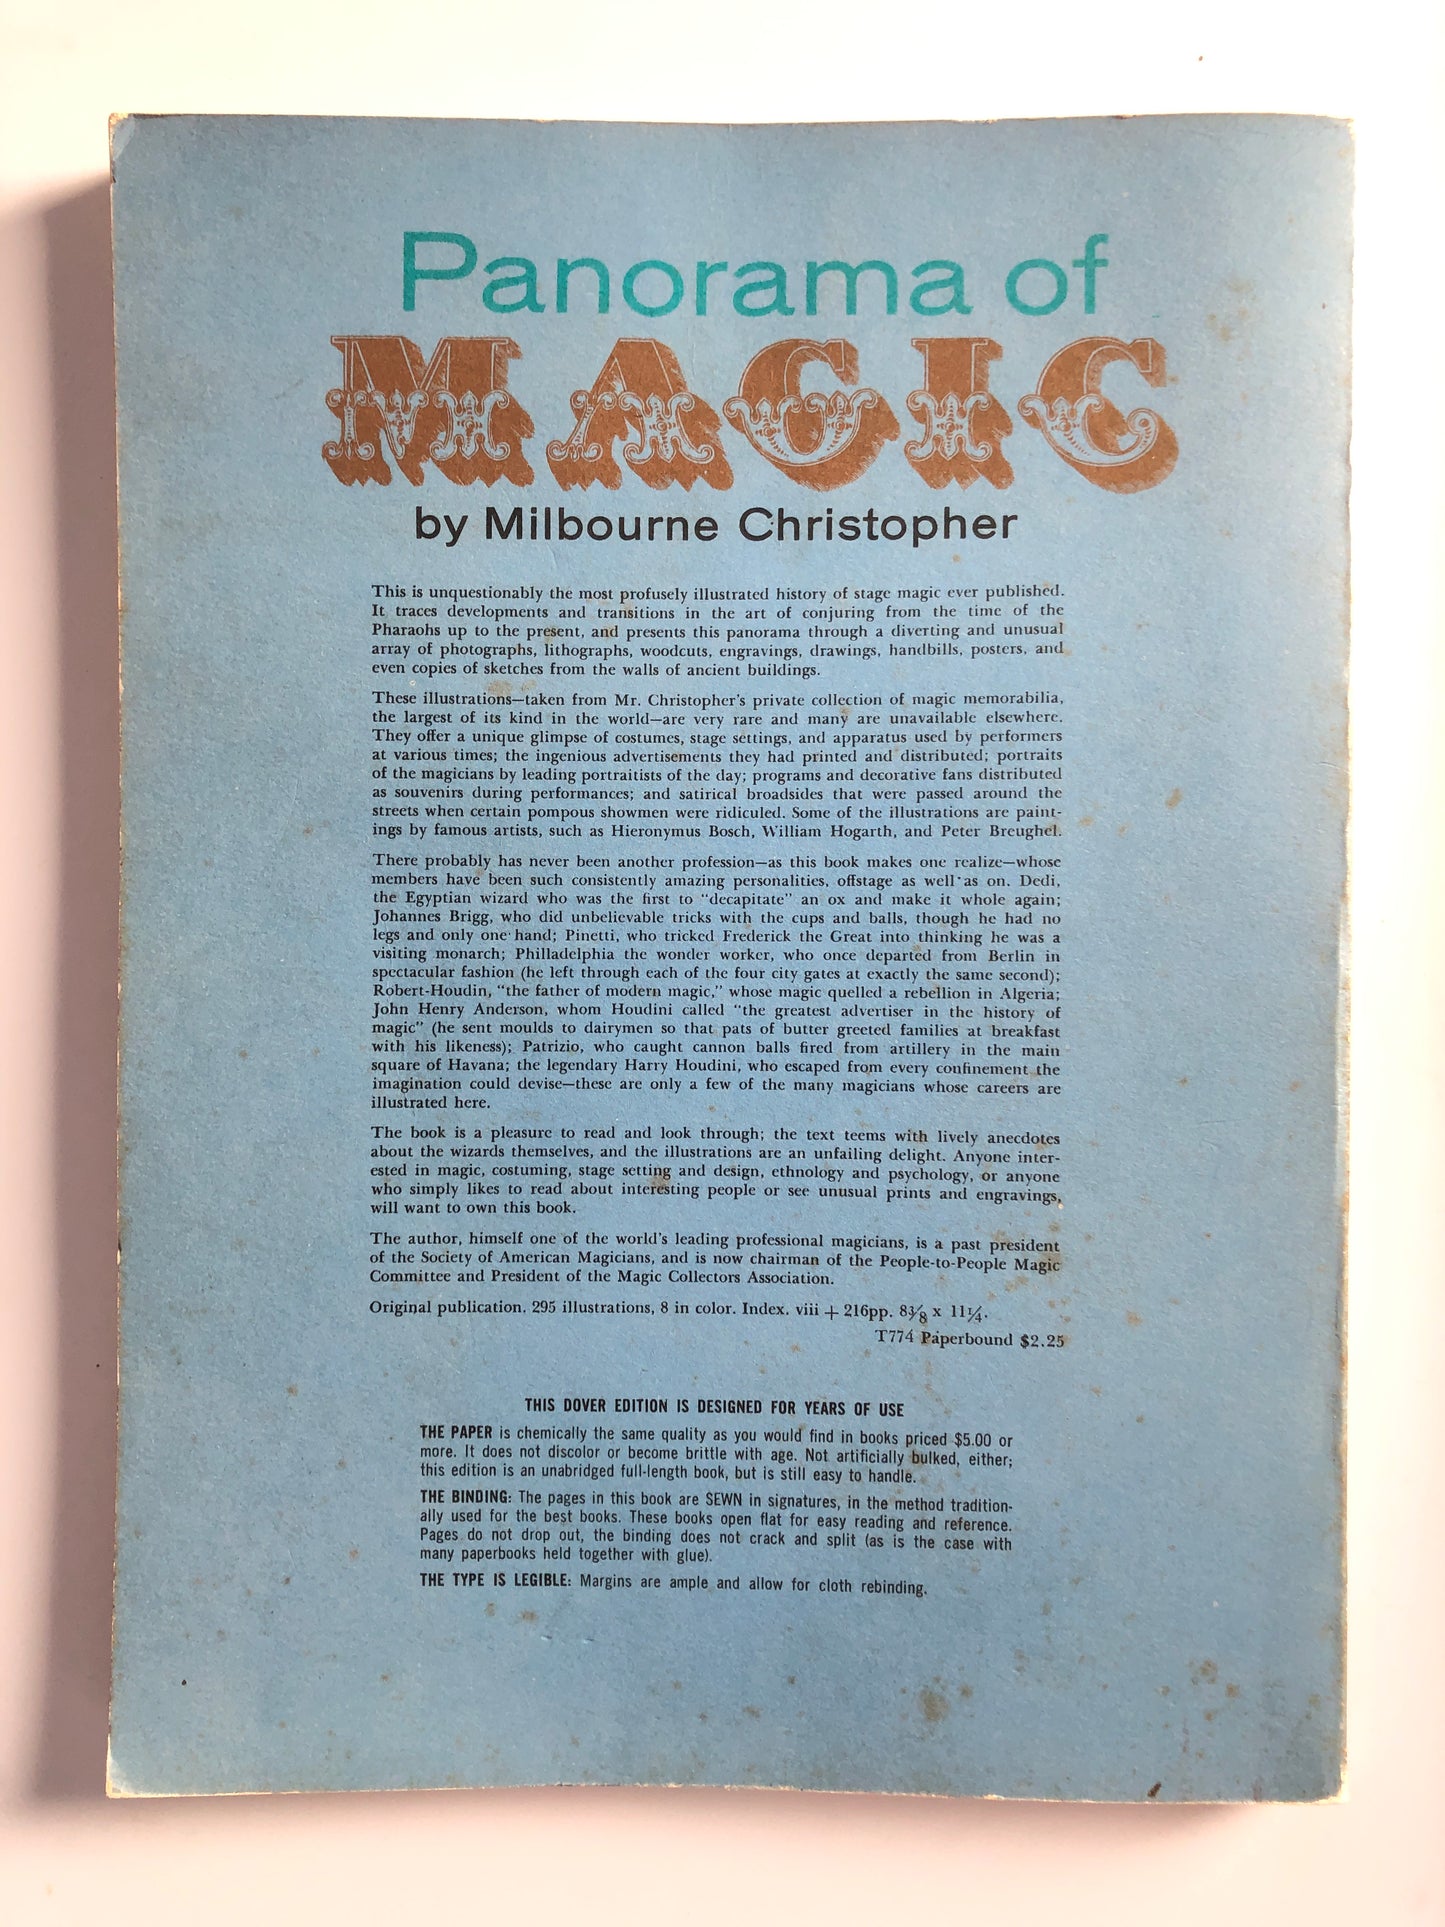 Panorama of
MAGIC
by Milbourne Christopher
This is unquestionably the most profusely illustrated history of stage magic ever published.
It traces developments and transitions in the art of conjuring from the time of the
Pharaohs up to the present, and presents this panorama through a diverting and unusual
array of photographs, lithographs, woodcuts, engravings, drawings, handbills, posters, and
even copies of sketches from the walls of ancient buildings.
These illustrations—taken from Mr. Christopher's private collection of magic memorabilia,
the largest of its kind in the world—are very rare and many are unavailable elsewhere.
They offer a unique glimpse of costumes, stage settings, and apparatus used by performers
at various times; the ingenious advertisements they had printed and distributed; portraits
of the magicians by leading portraitists of the day; programs and decorative fans distributed
as souvenirs during performances; and satirical broadsides that were passed around the
streets when certain pompous showmen were ridiculed. Some of the illustrations are paint-
ings by famous artists, such as Hieronymus Bosch, William Hogarth, and Peter Breughel.
There probably has never been another profession—as this book makes one realize—whose
members have been such consistently amazing personalities, offstage as well as on. Dedi,
the Egyptian wizard who was the first to "decapitate" an ox and make it whole again;
Johannes Brigg, who did unbelievable tricks with the cups and balls, though he had no
legs and only one hand; Pinetti, who tricked Frederick the Great into thinking he was a
visiting monarch; Philladelphia the wonder worker, who once departed from Berlin in
spectacular fashion (he left through each of the four city gates at exactly the same second);
Robert-Houdin, "the father of modern magic," whose magic quelled a rebellion in Algeria;
John Henry Anderson, whom Houdini called "the greatest advertiser in the history of
magic" (he sent moulds to dairymen so that pats of butter greeted families at breakfast
with his likeness); Patrizio, who caught cannon balls fired from artillery in the main
square of Havana; the legendary Harry Houdini, who escaped from every confinement the
imagination could devise—these are only a few of the many magicians whose careers are
illustrated here.
The book is a pleasure to read and look through; the text teems with lively anecdotes
about the wizards themselves, and the illustrations are an unfailing delight. Anyone inter-
ested in magic, costuming, stage setting and design, ethnology and psychology, or anyone
who simply likes to read about interesting people or see unusual prints and engravings,
will want to own this book.
The author, himself one of the world's leading professional magicians, is a past president
of the Society of American Magicians, and is now chairman of the People-to-People Magic
Committee and President of the Magic Collectors Association.
Original publication. 295 illustrations, 8 in color. Index. viii + 216pp. 8⅜ x 11¼.
T774 Paperbound $2.25
THIS DOVER EDITION IS DESIGNED FOR YEARS OF USE
THE PAPER is chemically the same quality as you would find in books priced $5.00 or
more. It does not discolor or become brittle with age. Not artificially bulked, either;
this edition is an unabridged full-length book, but is still easy to handle.
THE BINDING: The pages in this book are SEWN in signatures, in the method tradition-
ally used for the best books. These books open flat for easy reading and reference.
Pages do not drop out, the binding does not crack and split (as is the case with
many paperbooks held together with glue).
THE TYPE IS LEGIBLE: Margins are ample and allow for cloth rebinding.